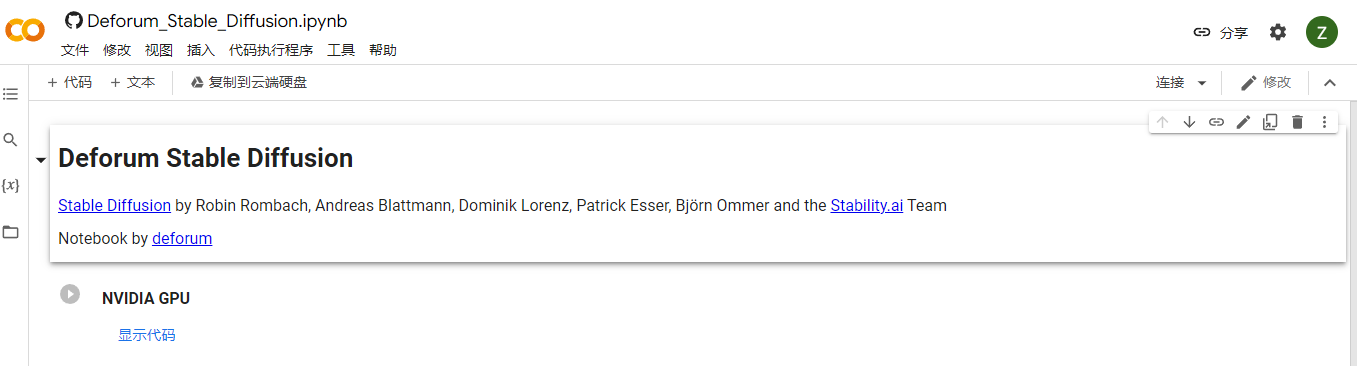 Deforum_Stable_Diffusion.ipynb
文件 修改 视图 插入 代码执行程序 工具 帮助
分享
Z
+ 代码 + 文本 复制到云端硬盘
连接
修改
{x}
Deforum Stable Diffusion
Stable Diffusion by Robin Rombach, Andreas Blattmann, Dominik Lorenz, Patrick Esser, Björn Ommer and the Stability.ai Team
Notebook by deforum
NVIDIA GPU
显示代码